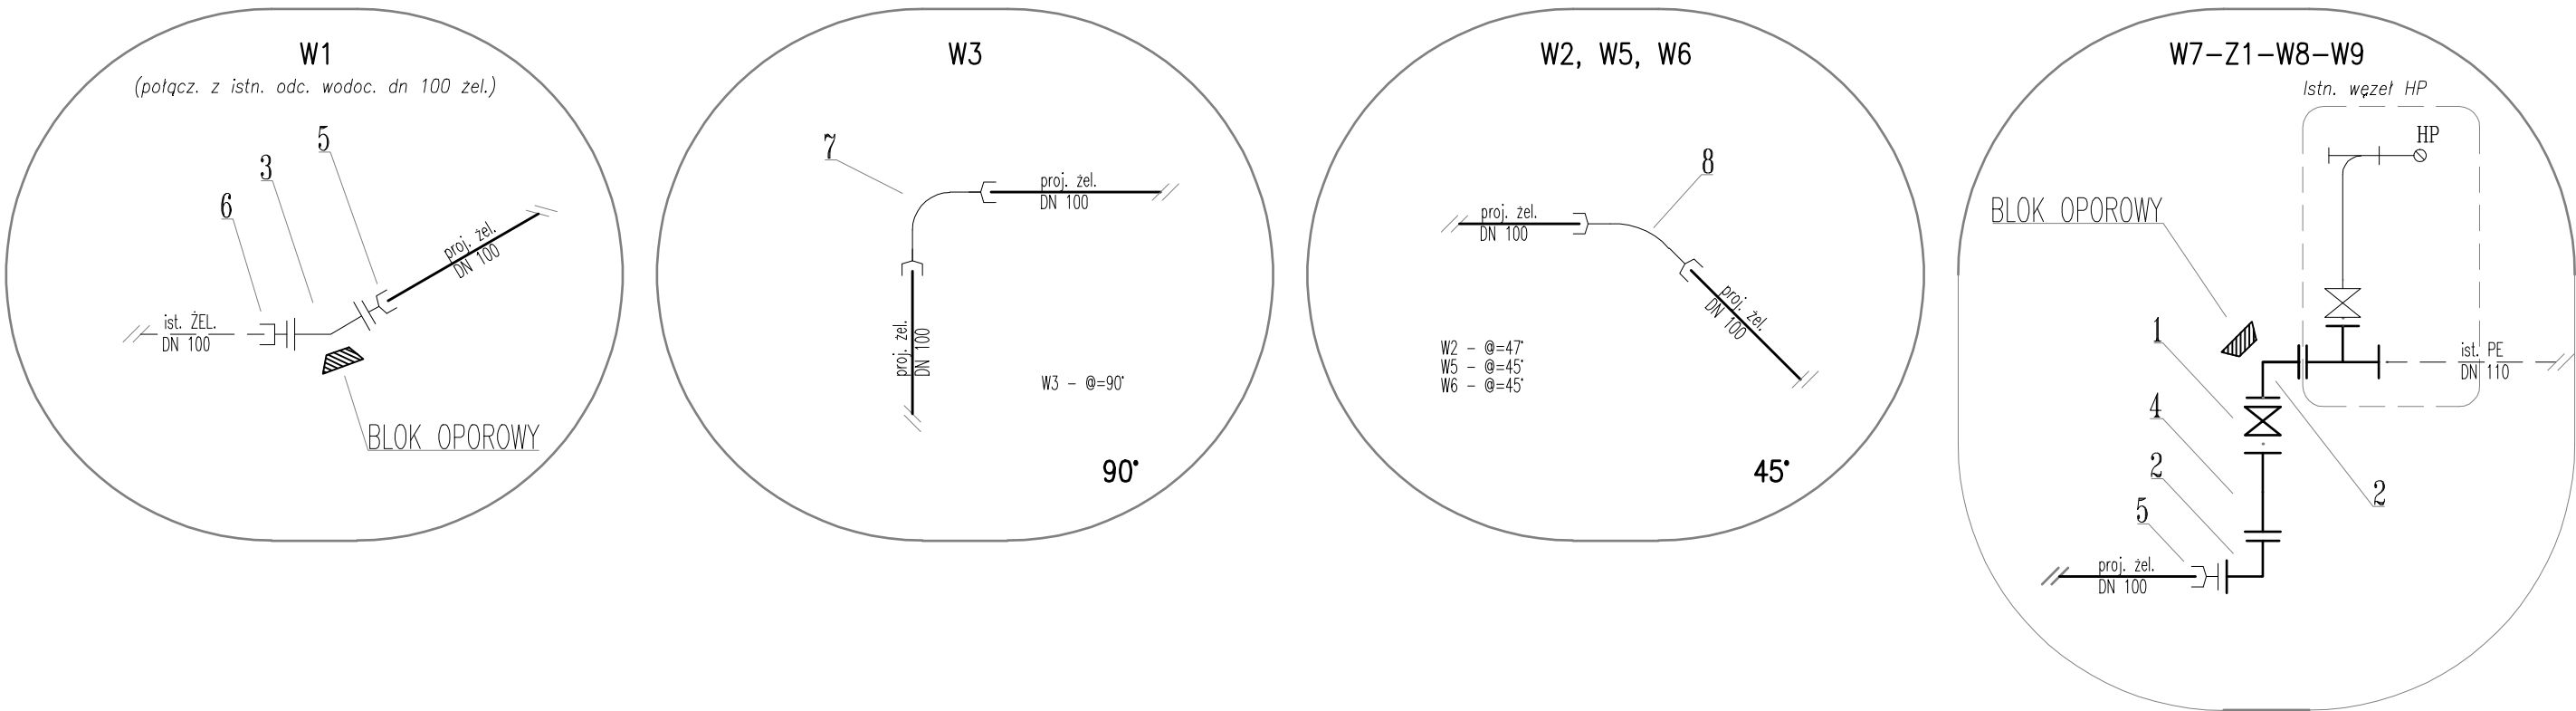 W1
(połącz. z istn. odc. wodoc. dn 100 żel.)
5
3
6
proj. żel.
DN 100
ist. ŻEL.
DN 100
BLOK OPOROWY
W3
7
proj. żel.
DN 100
proj. żel.
DN 100
W3 - @=90°
90°
W2, W5, W6
8
proj. żel.
DN 100
proj. żel.
DN 100
W2 - @=47°
W5 - @=45°
W6 - @=45°
45°
W7-Z1-W8-W9
Istn. węzeł HP
HP
BLOK OPOROWY
1
ist. PE
DN 110
4
2
2
5
proj. żel.
DN 100